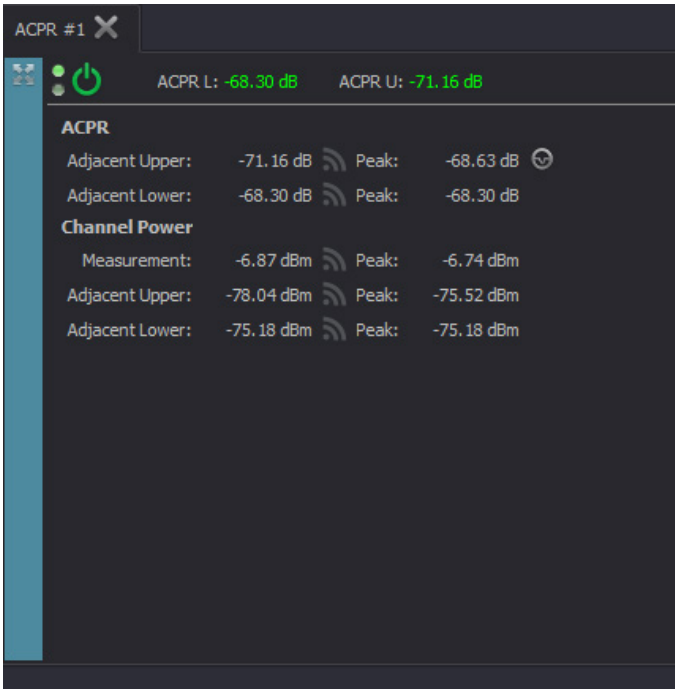 ACPR #1
ACPR L: -68.30 dB ACPR U: -71.16 dB
ACPR
Adjacent Upper: -71.16 dB Peak: -68.63 dB
Adjacent Lower: -68.30 dB Peak: -68.30 dB
Channel Power
Measurement: -6.87 dBm Peak: -6.74 dBm
Adjacent Upper: -78.04 dBm Peak: -75.52 dBm
Adjacent Lower: -75.18 dBm Peak: -75.18 dBm